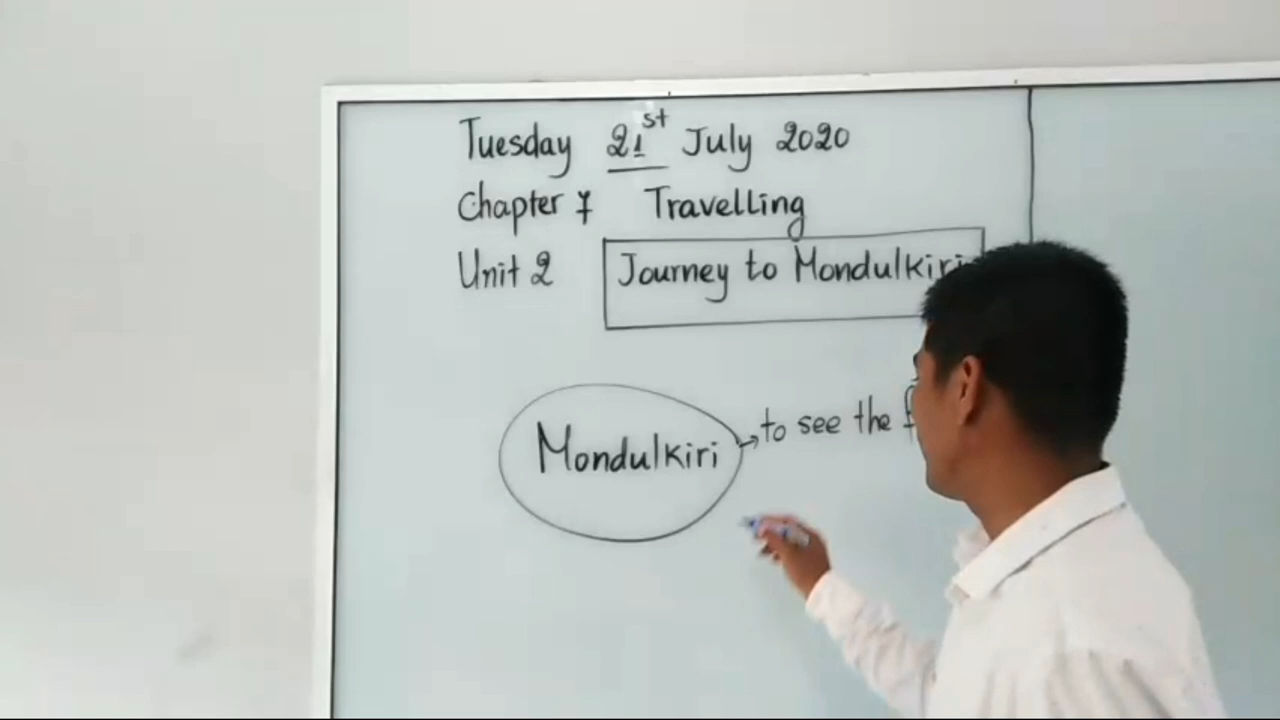 Tuesday 21st July 2020
Chapter 7 Travelling
Unit 2 Journey to Mondulkiri
Mondulkiri → to see the